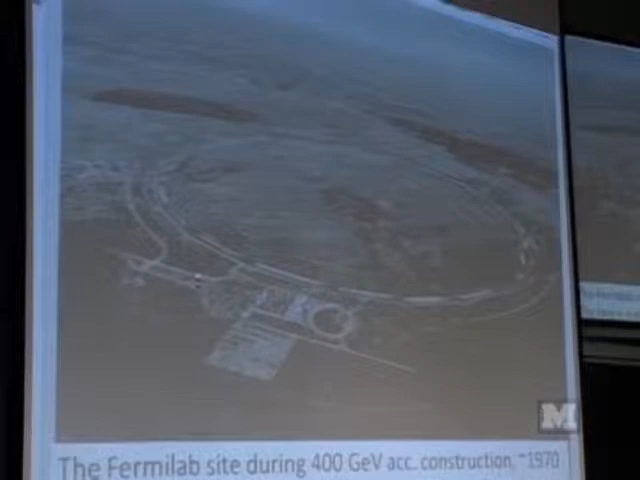 M
The Fermilab site during 400 GeV acc. construction, ~1970